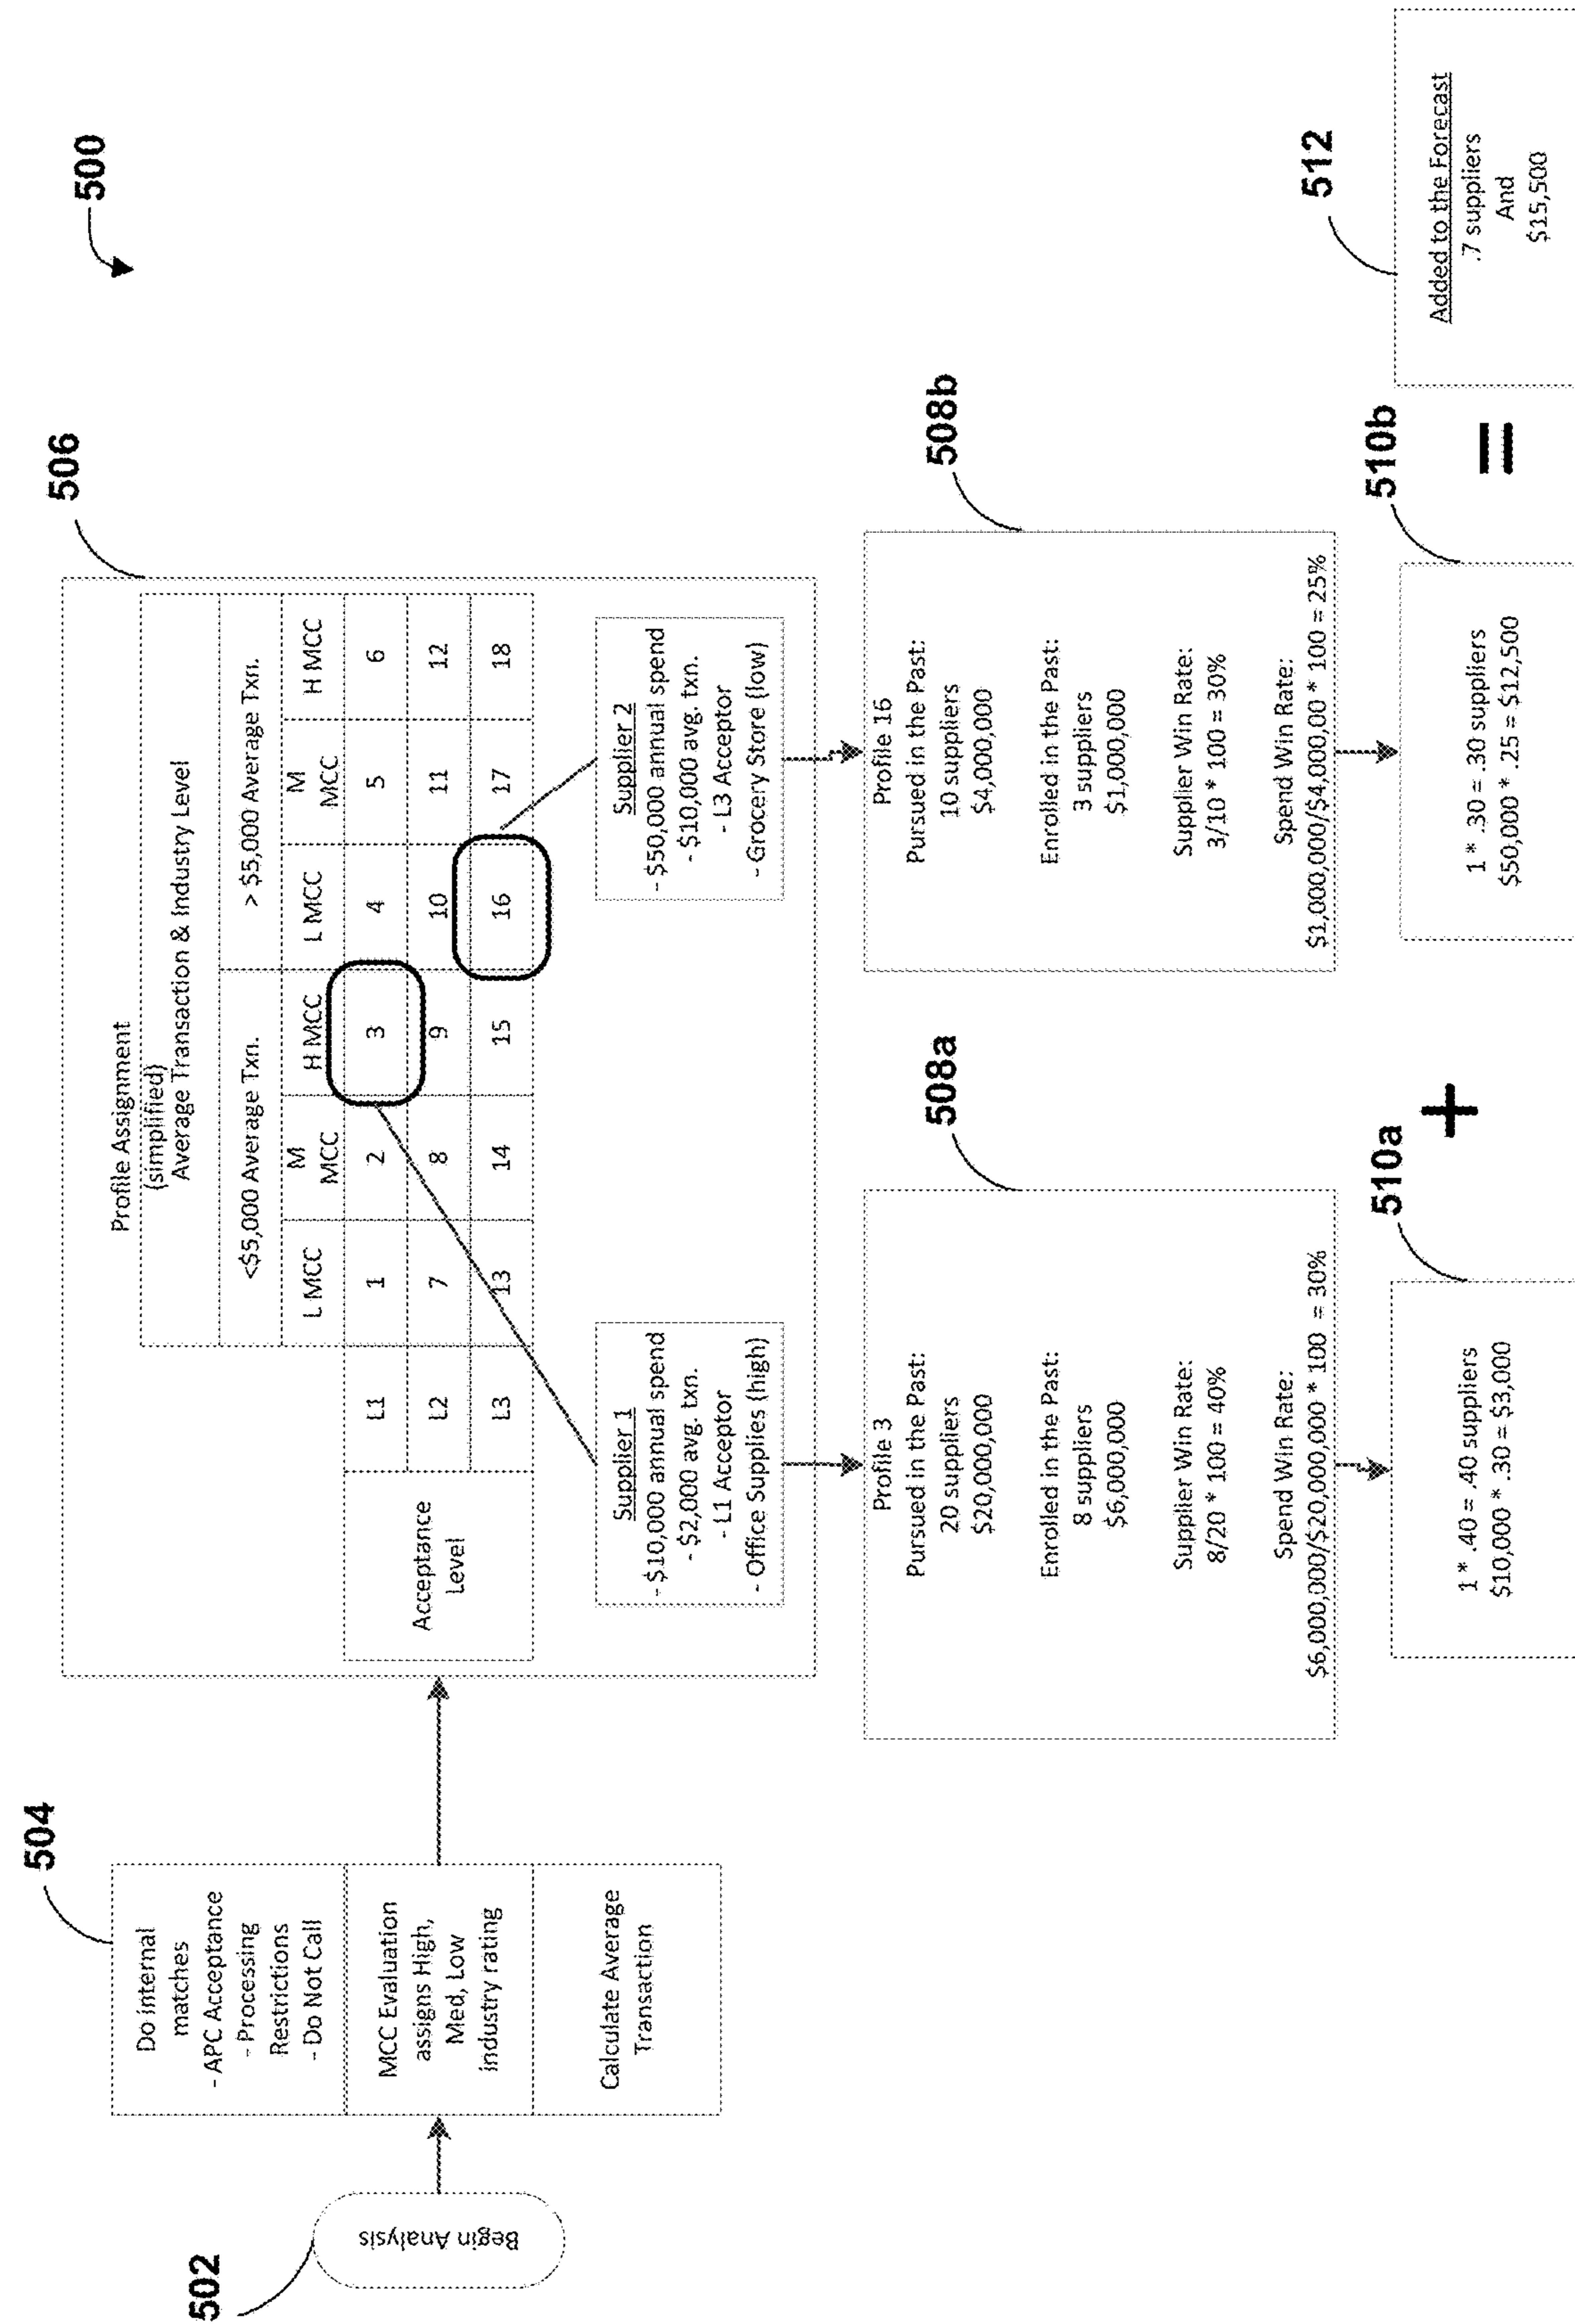 500
502
Begin Analysis
504
Do internal
matches
- APC Acceptance
- Processing
Restrictions
- Do Not Call
MCC Evaluation
assigns High,
Med, Low
industry rating
Calculate Average
Transaction
506
Profile Assignment
(simplified)
Average Transaction & Industry Level
<$5,000 Average Txn.
> $5,000 Average Txn.
L MCC
M
MCC
H MCC
L MCC
M
MCC
H MCC
Acceptance
Level
L1 1 2 3 4 5 6
L2 7 8 9 10 11 12
L3 13 14 15 16 17 18
Supplier 1
- $10,000 annual spend
- $2,000 avg. txn.
- L1 Acceptor
- Office Supplies (high)
Supplier 2
- $50,000 annual spend
- $10,000 avg. txn.
- L3 Acceptor
- Grocery Store (low)
508a
Profile 3
Pursued in the Past:
20 suppliers
$20,000,000
Enrolled in the Past:
8 suppliers
$6,000,000
Supplier Win Rate:
8/20 * 100 = 40%
Spend Win Rate:
$6,000,000/$20,000,000 * 100 = 30%
508b
Profile 16
Pursued in the Past:
10 suppliers
$4,000,000
Enrolled in the Past:
3 suppliers
$1,000,000
Supplier Win Rate:
3/10 * 100 = 30%
Spend Win Rate:
$1,000,000/$4,000,00 * 100 = 25%
510a
1 * .40 = .40 suppliers
$10,000 * .30 = $3,000
+
510b
1 * .30 = .30 suppliers
$50,000 * .25 = $12,500
=
512
Added to the Forecast
.7 suppliers
And
$15,500